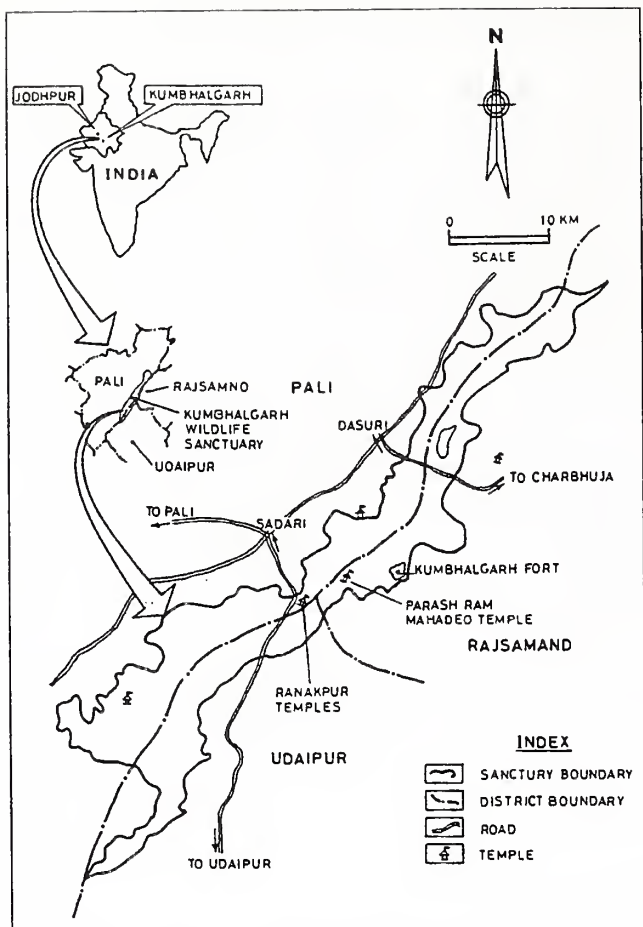 N
JODHPUR
KUMBHALGARH
INDIA
0 10 KM
SCALE
PALI
RAJSAMNO
KUMBHALGARH
WILDLIFE
SANCTUARY
UDAIPUR
PALI
DASURI
TO CHARBHUJA
TO PALI
SADARI
KUMBHALGARH FORT
PARASH RAM
MAHADEO TEMPLE
RAJSAMAND
RANAKPUR
TEMPLES
UDAIPUR
TO UDAIPUR
INDEX
SANCTURY BOUNDARY
DISTRICT BOUNDARY
ROAD
TEMPLE